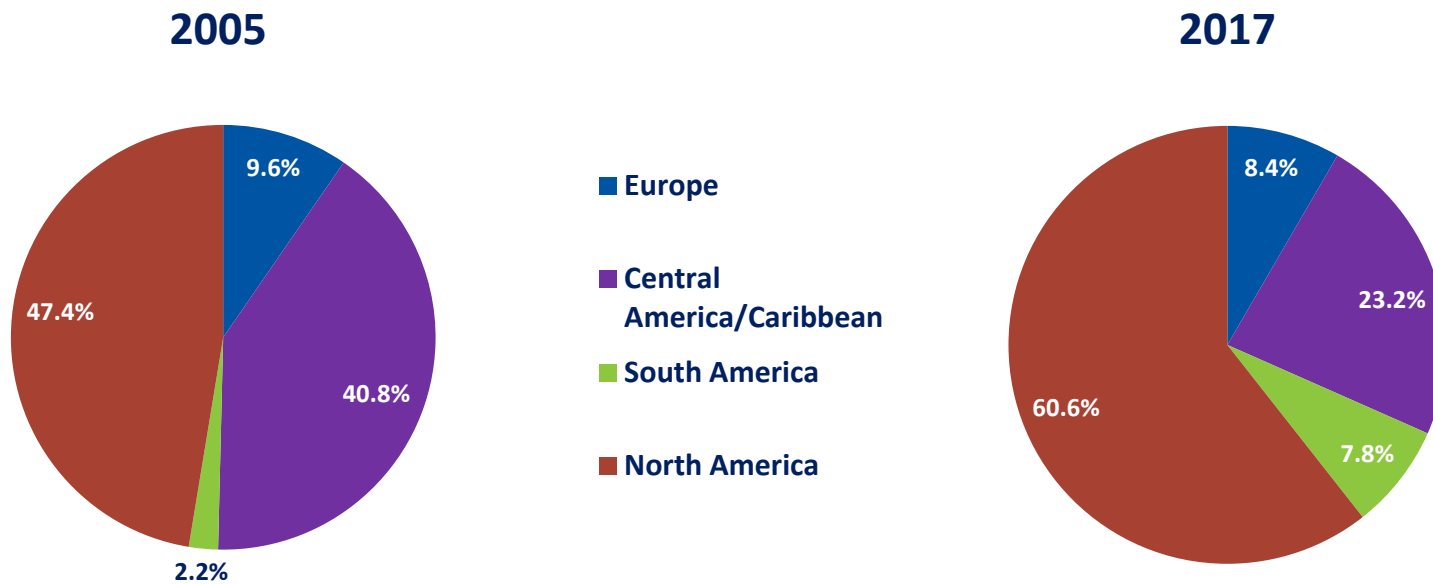 2005
2017
9.6%
40.8%
2.2%
47.4%
Europe
Central
America/Caribbean
South America
North America
8.4%
23.2%
7.8%
60.6%